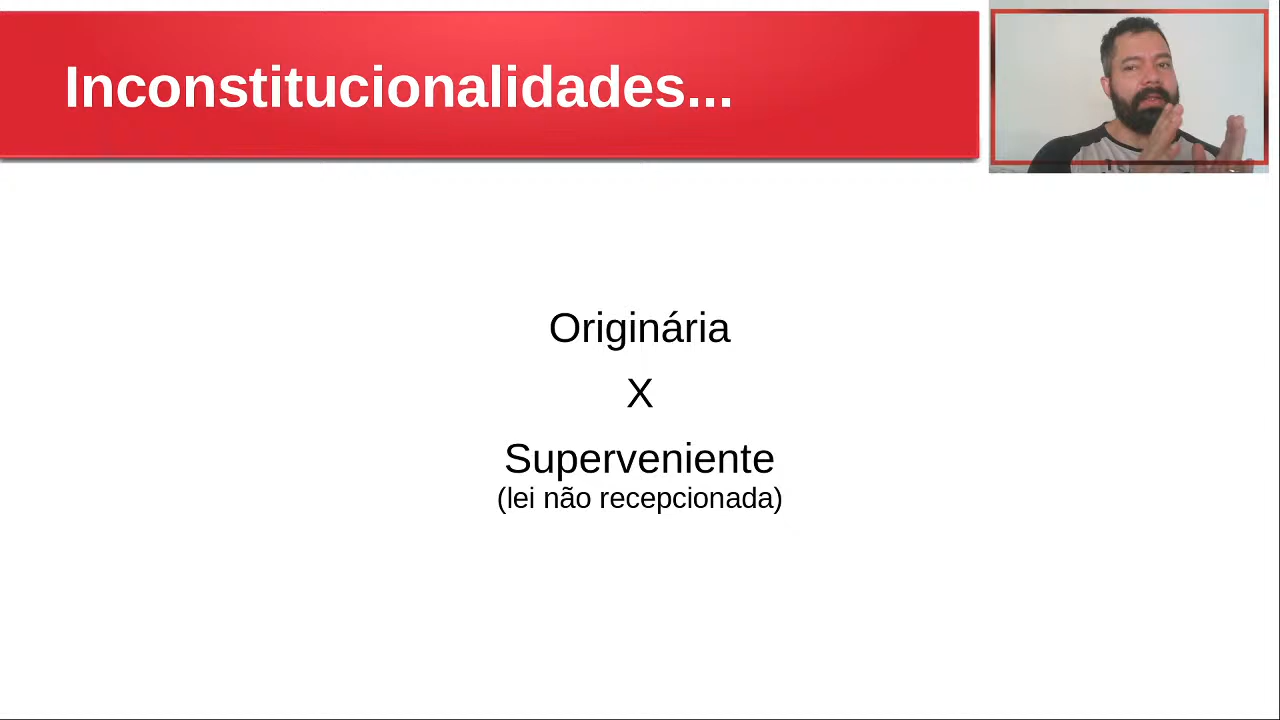 Inconstitucionalidades...
Originária
X
Superveniente
(lei não recepcionada)